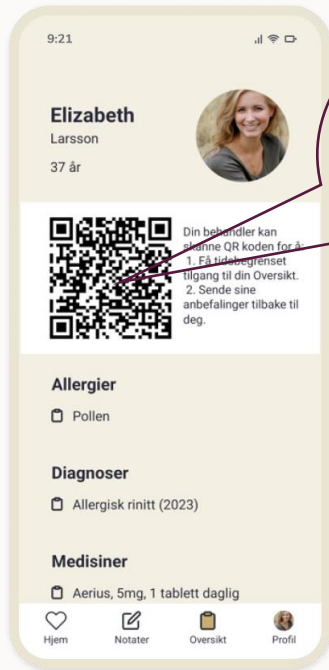 9:21
Elizabeth
Larsson
37 år
Din behandler kan
skanne QR koden for å:
1. Få tidsbegrenset
tilgang til din Oversikt.
2. Sende sine
anbefalinger tilbake til
deg.
Allergier
Pollen
Diagnoser
Allergisk rinitt (2023)
Medisiner
Aerius, 5mg, 1 tablett daglig
Hjem
Notater
Oversikt
Profil